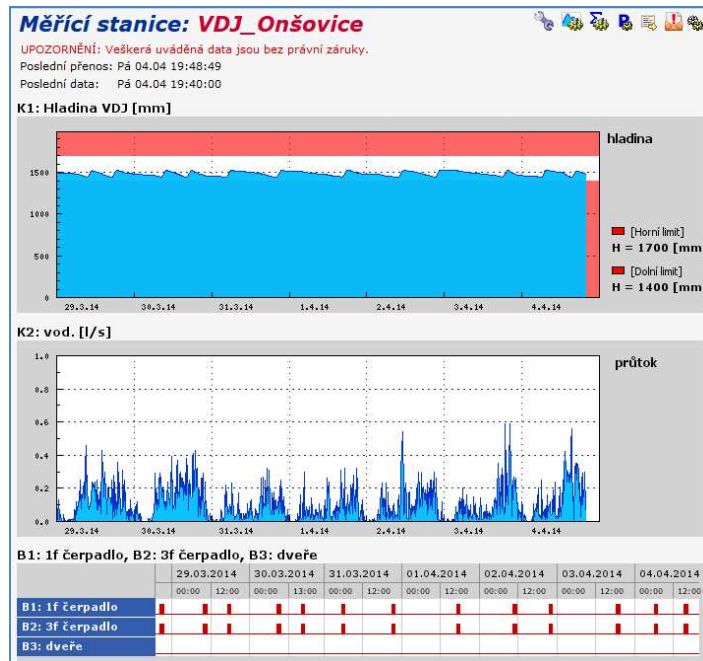 Měřící stanice: VDJ_Onšovice
UPOZORNĚNÍ: Veškerá uváděná data jsou bez právní záruky.
Poslední přenos: Pá 04.04 19:48:49
Poslední data: Pá 04.04 19:40:00
K1: Hladina VDJ [mm]
hladina
1500
1000
500
0
[Horní limit]
H = 1700 [mm
[Dolní limit]
H = 1400 [mm
29.3.14 30.3.14 31.3.14 1.4.14 2.4.14 3.4.14 4.4.14
K2: vod. [l/s]
průtok
1.0
0.8
0.6
0.4
0.2
0.0
29.3.14 30.3.14 31.3.14 1.4.14 2.4.14 3.4.14 4.4.14
B1: 1f čerpadlo, B2: 3f čerpadlo, B3: dveře
29.03.2014 30.03.2014 31.03.2014 01.04.2014 02.04.2014 03.04.2014 04.04.2014
00:00 12:00 00:00 13:00 00:00 12:00 00:00 12:00 00:00 12:00 00:00 12:00 00:00 12:00
B1: 1f čerpadlo
B2: 3f čerpadlo
B3: dveře